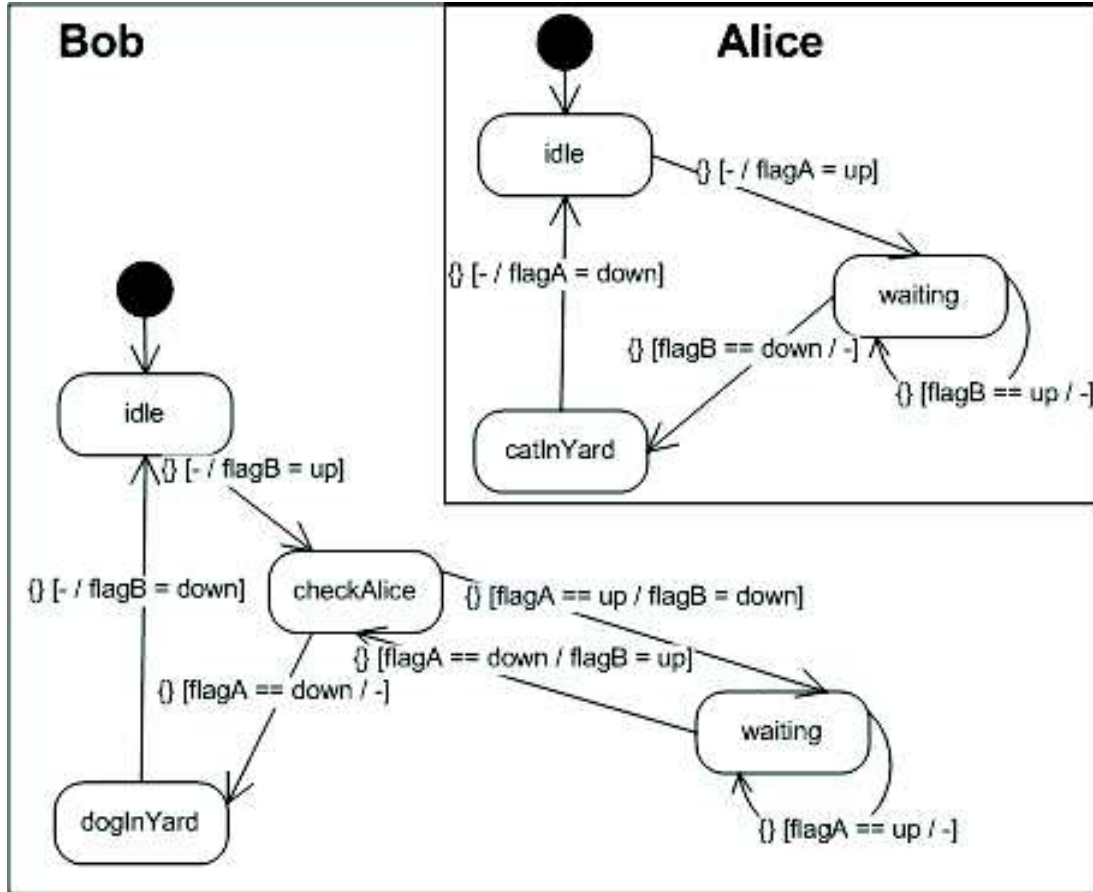 Bob
Alice
idle
{} [- / flagA = up]
{} [- / flagA = down]
waiting
{} [flagB == down / -]
{} [flagB == up / -]
catInYard
idle
{} [- / flagB = up]
{} [- / flagB = down]
checkAlice
{} [flagA == up / flagB = down]
{} [flagA == down / flagB = up]
{} [flagA == down / -]
waiting
dogInYard
{} [flagA == up / -]